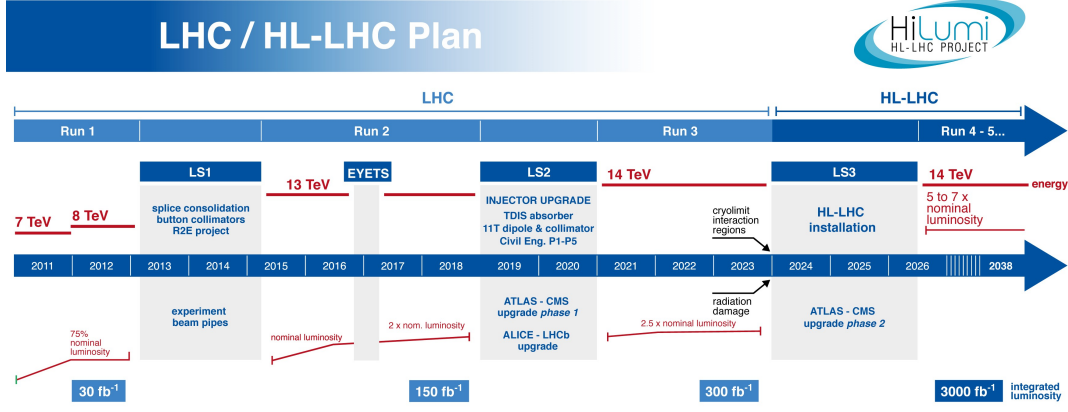 LHC / HL-LHC Plan
HiLumi
HL-LHC PROJECT
LHC
HL-LHC
Run 1
Run 2
Run 3
Run 4 - 5...
LS1
EYETS
LS2
LS3
13 TeV
14 TeV
14 TeV
energy
splice consolidation
button collimators
R2E project
INJECTOR UPGRADE
TDIS absorber
11T dipole & collimator
Civil Eng. P1-P5
HL-LHC
installation
5 to 7 x
nominal
luminosity
7 TeV
8 TeV
cryolimit
interaction
regions
2011
2012
2013
2014
2015
2016
2017
2018
2019
2020
2021
2022
2023
2024
2025
2026
2038
experiment
beam pipes
ATLAS - CMS
upgrade phase 1
ALICE - LHCb
upgrade
radiation
damage
ATLAS - CMS
upgrade phase 2
75%
nominal
luminosity
nominal luminosity
2 x nom. luminosity
2.5 x nominal luminosity
30 fb-1
150 fb-1
300 fb-1
3000 fb-1
integrated
luminosity